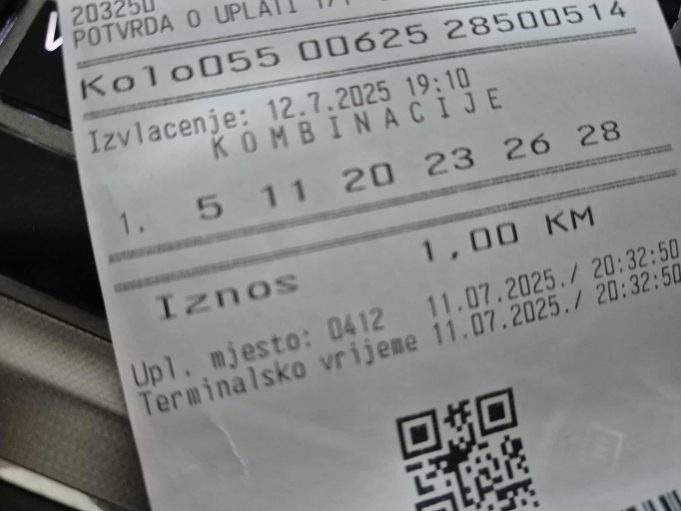 203250
POTVRDA O UPLATI
Kolo055 00625 28500514
Izvlacenje: 12.7.2025 19:10
K O M B I N A C I J E
1. 5 11 20 23 26 28
Iznos 1,00 KM
Upl. mjesto: 0412 11.07.2025./ 20:32:50
Terminalsko vrijeme 11.07.2025./ 20:32:50